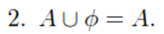 2. A ∪ ϕ = A.